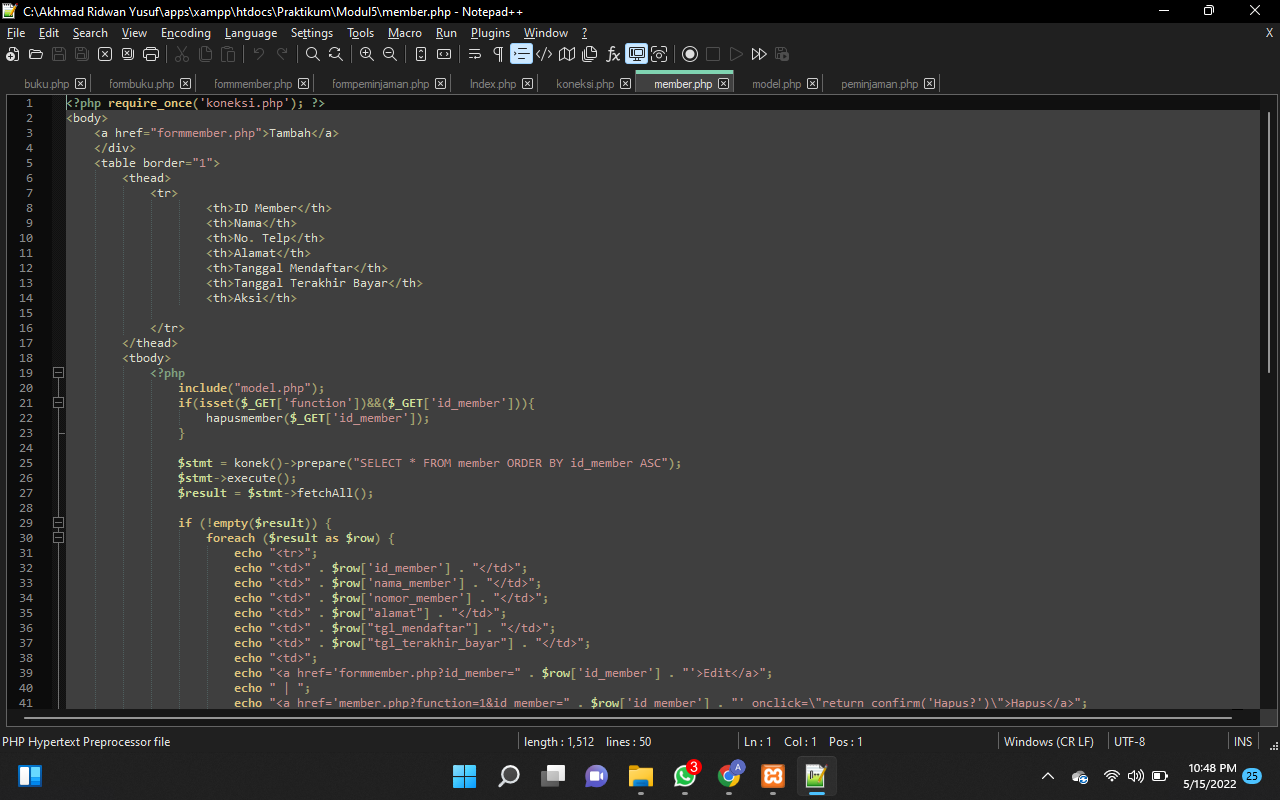 C:\Akhmad Ridwan Yusuf\apps\xampp\htdocs\Praktikum\Modul5\member.php - Notepad++
File Edit Search View Encoding Language Settings Tools Macro Run Plugins Window ? X
buku.php formbuku.php formmember.php formpeminjaman.php Index.php koneksi.php member.php model.php peminjaman.php
1 <?php require_once('koneksi.php'); ?>
2 <body>
3 <a href="formmember.php">Tambah</a>
4 </div>
5 <table border="1">
6 <thead>
7 <tr>
8 <th>ID Member</th>
9 <th>Nama</th>
10 <th>No. Telp</th>
11 <th>Alamat</th>
12 <th>Tanggal Mendaftar</th>
13 <th>Tanggal Terakhir Bayar</th>
14 <th>Aksi</th>
15
16 </tr>
17 </thead>
18 <tbody>
19 <?php
20 include("model.php");
21 if(isset($_GET['function'])&&($_GET['id_member'])){
22 hapusmember($_GET['id_member']);
23 }
24
25 $stmt = konek()->prepare("SELECT * FROM member ORDER BY id_member ASC");
26 $stmt->execute();
27 $result = $stmt->fetchAll();
28
29 if (!empty($result)) {
30 foreach ($result as $row) {
31 echo "<tr>";
32 echo "<td>" . $row['id_member'] . "</td>";
33 echo "<td>" . $row['nama_member'] . "</td>";
34 echo "<td>" . $row['nomor_member'] . "</td>";
35 echo "<td>" . $row["alamat"] . "</td>";
36 echo "<td>" . $row["tgl_mendaftar"] . "</td>";
37 echo "<td>" . $row["tgl_terakhir_bayar"] . "</td>";
38 echo "<td>";
39 echo "<a href='formmember.php?id_member=" . $row['id_member'] . "'>Edit</a>";
40 echo " | ";
41 echo "<a href='member.php?function=1&id_member=" . $row['id_member'] . "' onclick=\"return confirm('Hapus?')\">Hapus</a>";
PHP Hypertext Preprocessor file length : 1,512 lines : 50 Ln : 1 Col : 1 Pos : 1 Windows (CR LF) UTF-8 INS
3 A
10:48 PM
5/15/2022 25